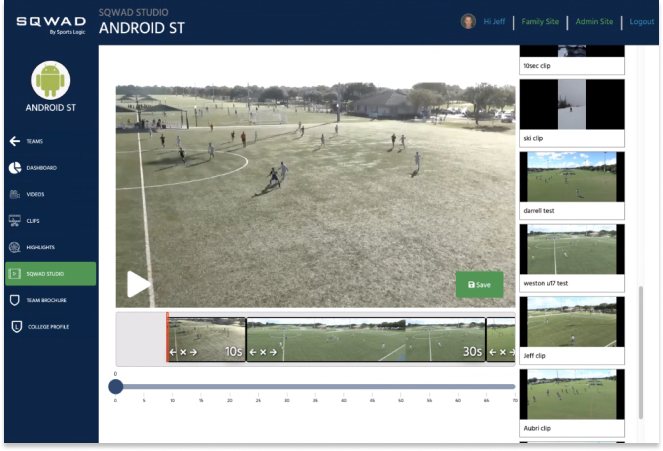 SQWAD
By Sports Logic
SQWAD STUDIO
ANDROID ST
Hi Jeff
Family Site
Admin Site
Logout
ANDROID ST
TEAMS
DASHBOARD
VIDEOS
CLIPS
HIGHLIGHTS
SQWAD STUDIO
TEAM BROCHURE
L COLLEGE PROFILE
Save
10s
30s
0
0 5 10 15 20 25 30 35 40 45 50 55 60 65 70
10sec clip
ski clip
darrell test
weston u17 test
Jeff clip
Aubri clip